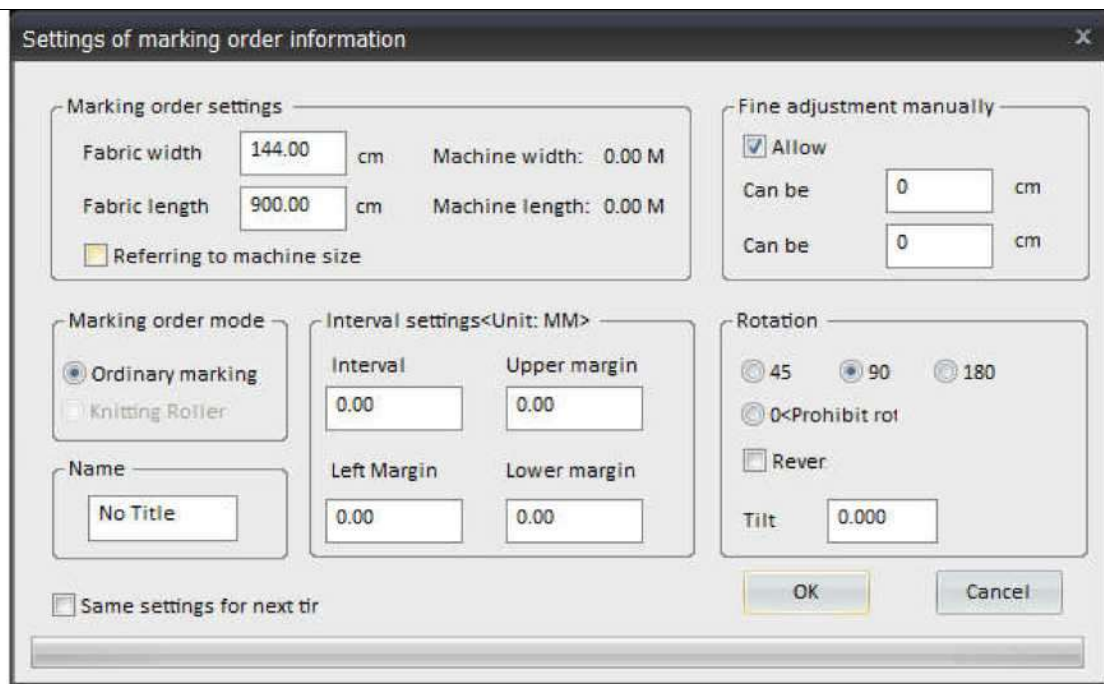 Settings of marking order information
x
Marking order settings
Fabric width 144.00 cm Machine width: 0.00 M
Fabric length 900.00 cm Machine length: 0.00 M
Referring to machine size
Fine adjustment manually
Allow
Can be 0 cm
Can be 0 cm
Marking order mode
Ordinary marking
Knitting Roller
Name
No Title
Interval settings<Unit: MM>
Interval Upper margin
0.00 0.00
Left Margin Lower margin
0.00 0.00
Rotation
45 90 180
0<Prohibit rot
Rever
Tilt 0.000
Same settings for next tir
OK Cancel